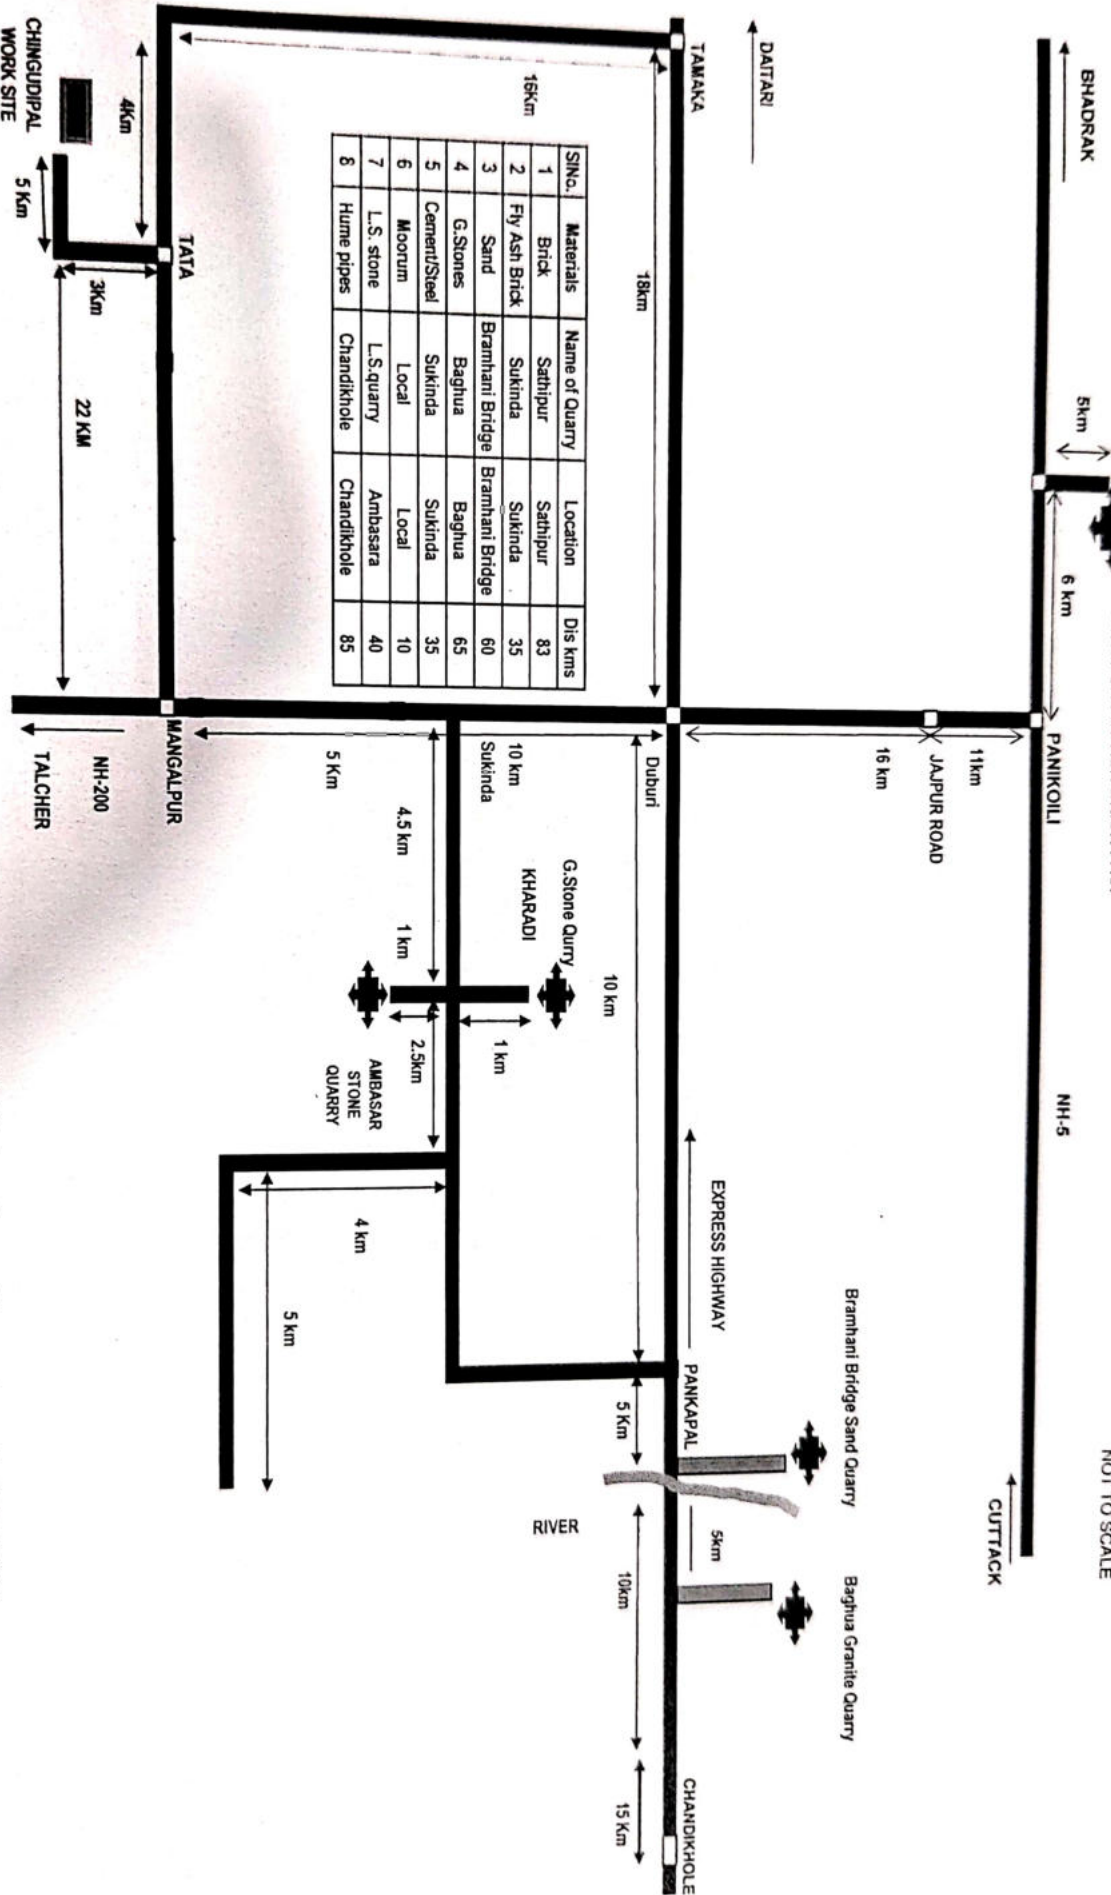 NOT TO SCALE
BHADRAK
5km
6 km
PANIKOILI
NH-5
CUTTACK
DAITARI
TAMAKA
18km
11km
JAJPUR ROAD
16 km
EXPRESS HIGHWAY
Bramhani Bridge Sand Quarry
Baghua Granite Quarry
PANKAPAL
5 Km
5km
10km
RIVER
CHANDIKHOLE
15 Km
Duburi
10 km
10 km
Sukinda
5 Km
G.Stone Qurry
KHARADI
4.5 km
1 km
1 km
2.5km
AMBASAR
STONE
QUARRY
4 km
5 km
16Km
SlNo. Materials Name of Quarry Location Dis kms
1 Brick Sathipur Sathipur 83
2 Fly Ash Brick Sukinda Sukinda 35
3 Sand Bramhani Bridge Bramhani Bridge 60
4 G.Stones Baghua Baghua 65
5 Cement/Steel Sukinda Sukinda 35
6 Moorum Local Local 10
7 L.S. stone L.S.quarry Ambasara 40
8 Hume pipes Chandikhole Chandikhole 85
4Km
TATA
MANGALPUR
CHINGUDIPAL
WORK SITE
5 Km
3Km
22 KM
NH-200
TALCHER